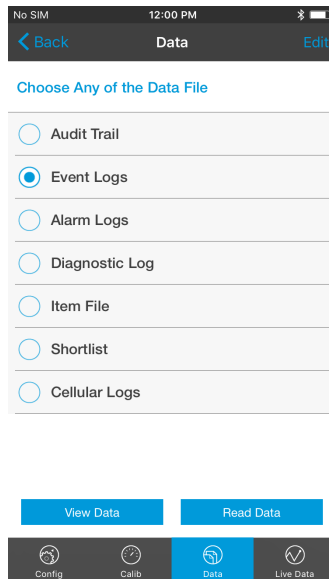 No SIM 12:00 PM
Back Data Edit
Choose Any of the Data File
Audit Trail
Event Logs
Alarm Logs
Diagnostic Log
Item File
Shortlist
Cellular Logs
View Data Read Data
Config Calib Data Live Data